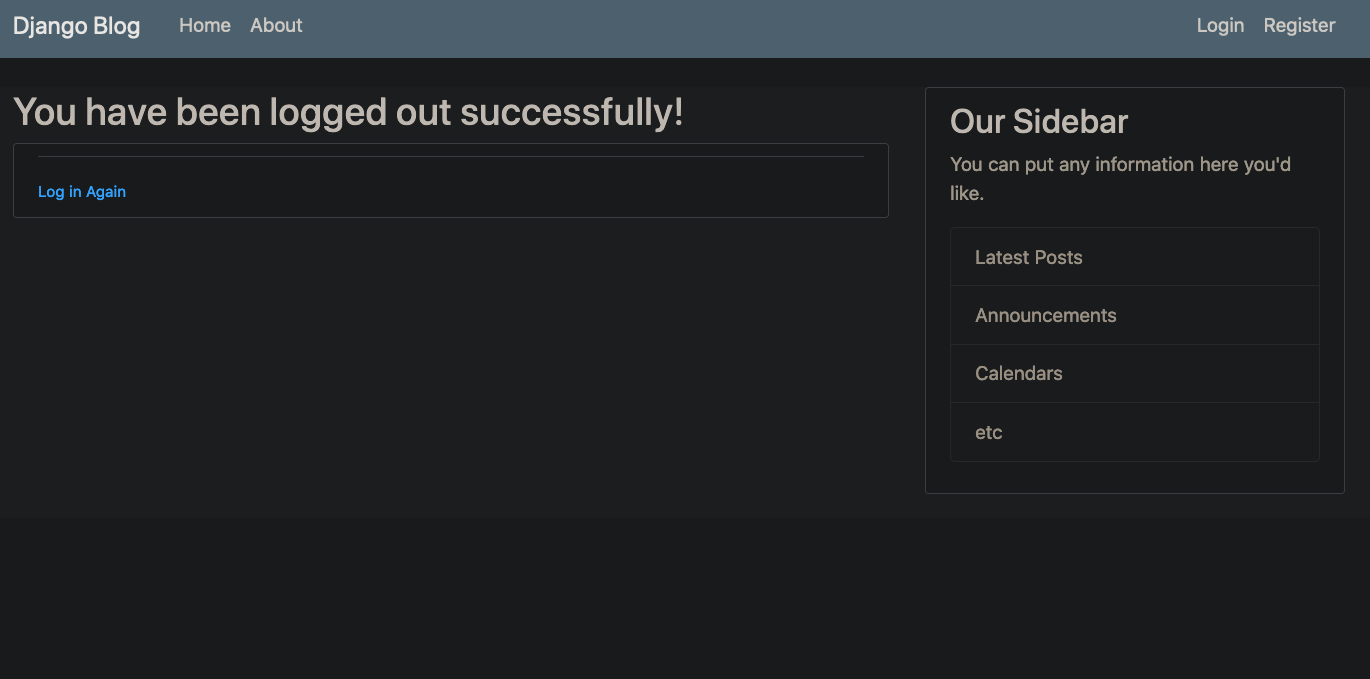 Django Blog Home About Login Register
You have been logged out successfully!
Log in Again
Our Sidebar
You can put any information here you'd
like.
Latest Posts
Announcements
Calendars
etc